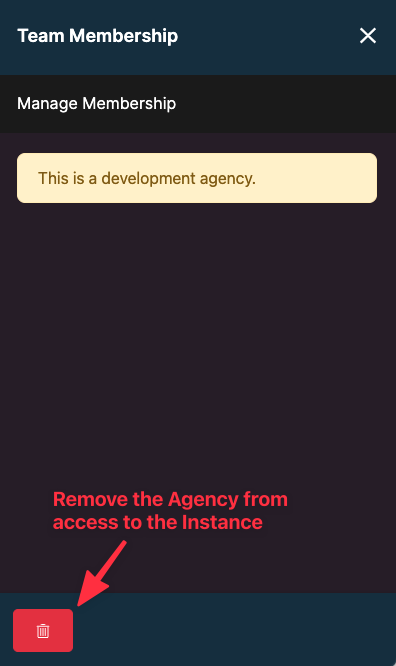 Team Membership
Manage Membership
This is a development agency.
Remove the Agency from
access to the Instance